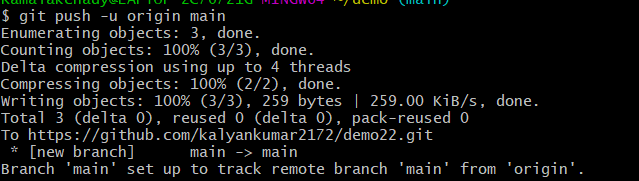 $ git push -u origin main
Enumerating objects: 3, done.
Counting objects: 100% (3/3), done.
Delta compression using up to 4 threads
Compressing objects: 100% (2/2), done.
Writing objects: 100% (3/3), 259 bytes | 259.00 KiB/s, done.
Total 3 (delta 0), reused 0 (delta 0), pack-reused 0
To https://github.com/kalyankumar2172/demo22.git
 * [new branch]      main -> main
Branch 'main' set up to track remote branch 'main' from 'origin'.